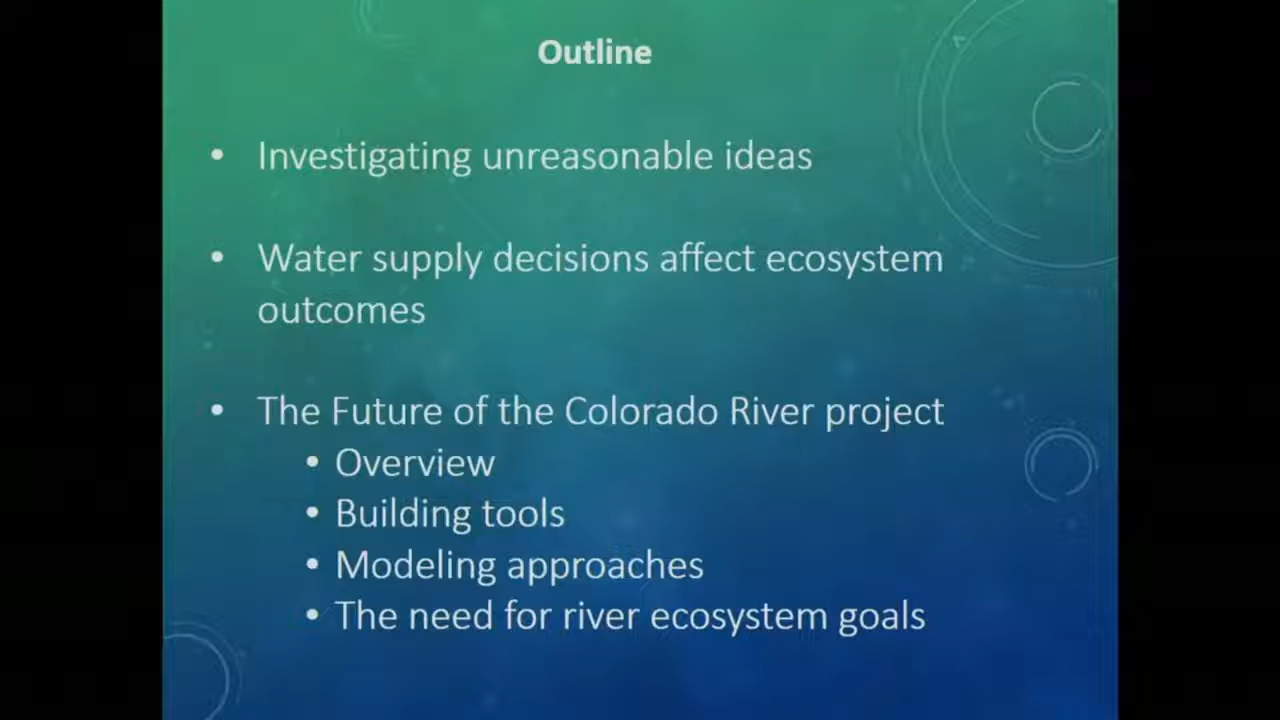 Outline
• Investigating unreasonable ideas
• Water supply decisions affect ecosystem
outcomes
• The Future of the Colorado River project
• Overview
• Building tools
• Modeling approaches
• The need for river ecosystem goals